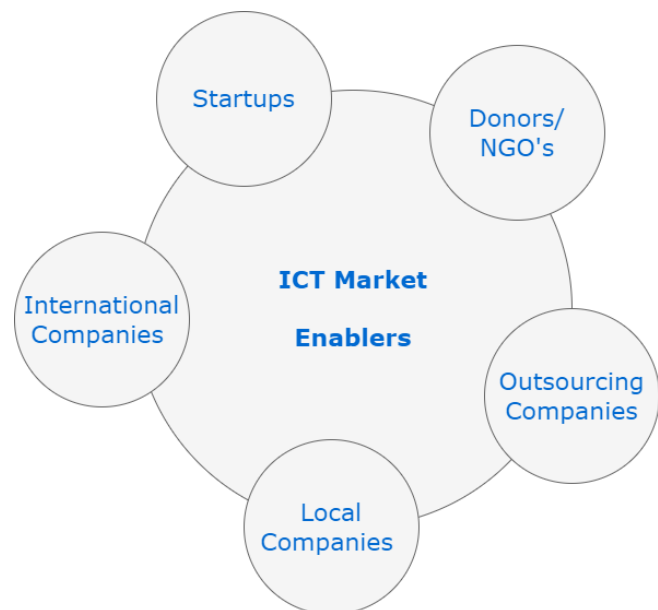 Startups
Donors/
NGO's
ICT Market
Enablers
International
Companies
Outsourcing
Companies
Local
Companies